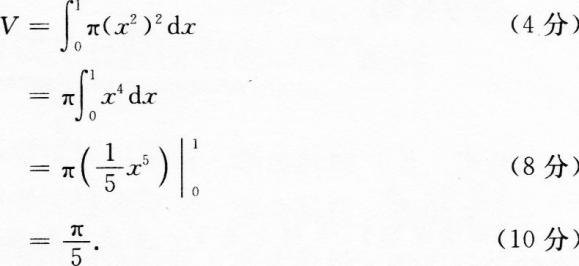 V = ∫₀¹ π(x²)² dx (4 分)
= π∫₀¹ x⁴ dx
= π(1/5 x⁵)|₀¹ (8 分)
= π/5. (10 分)